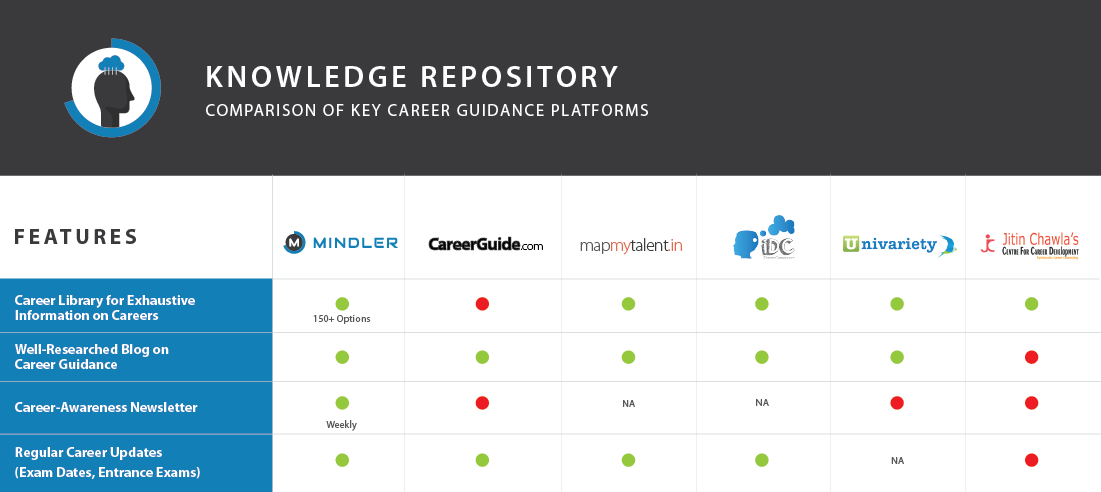 KNOWLEDGE REPOSITORY
COMPARISON OF KEY CAREER GUIDANCE PLATFORMS
FEATURES
M MINDLER
CareerGuide.com
mapmytalent.in
iDC
Univariety
Jitin Chawla's
CENTRE FOR CAREER DEVELOPMENT
Career Library for Exhaustive
Information on Careers
150+ Options
Well-Researched Blog on
Career Guidance
Career-Awareness Newsletter
Weekly
NA
NA
Regular Career Updates
(Exam Dates, Entrance Exams)
NA